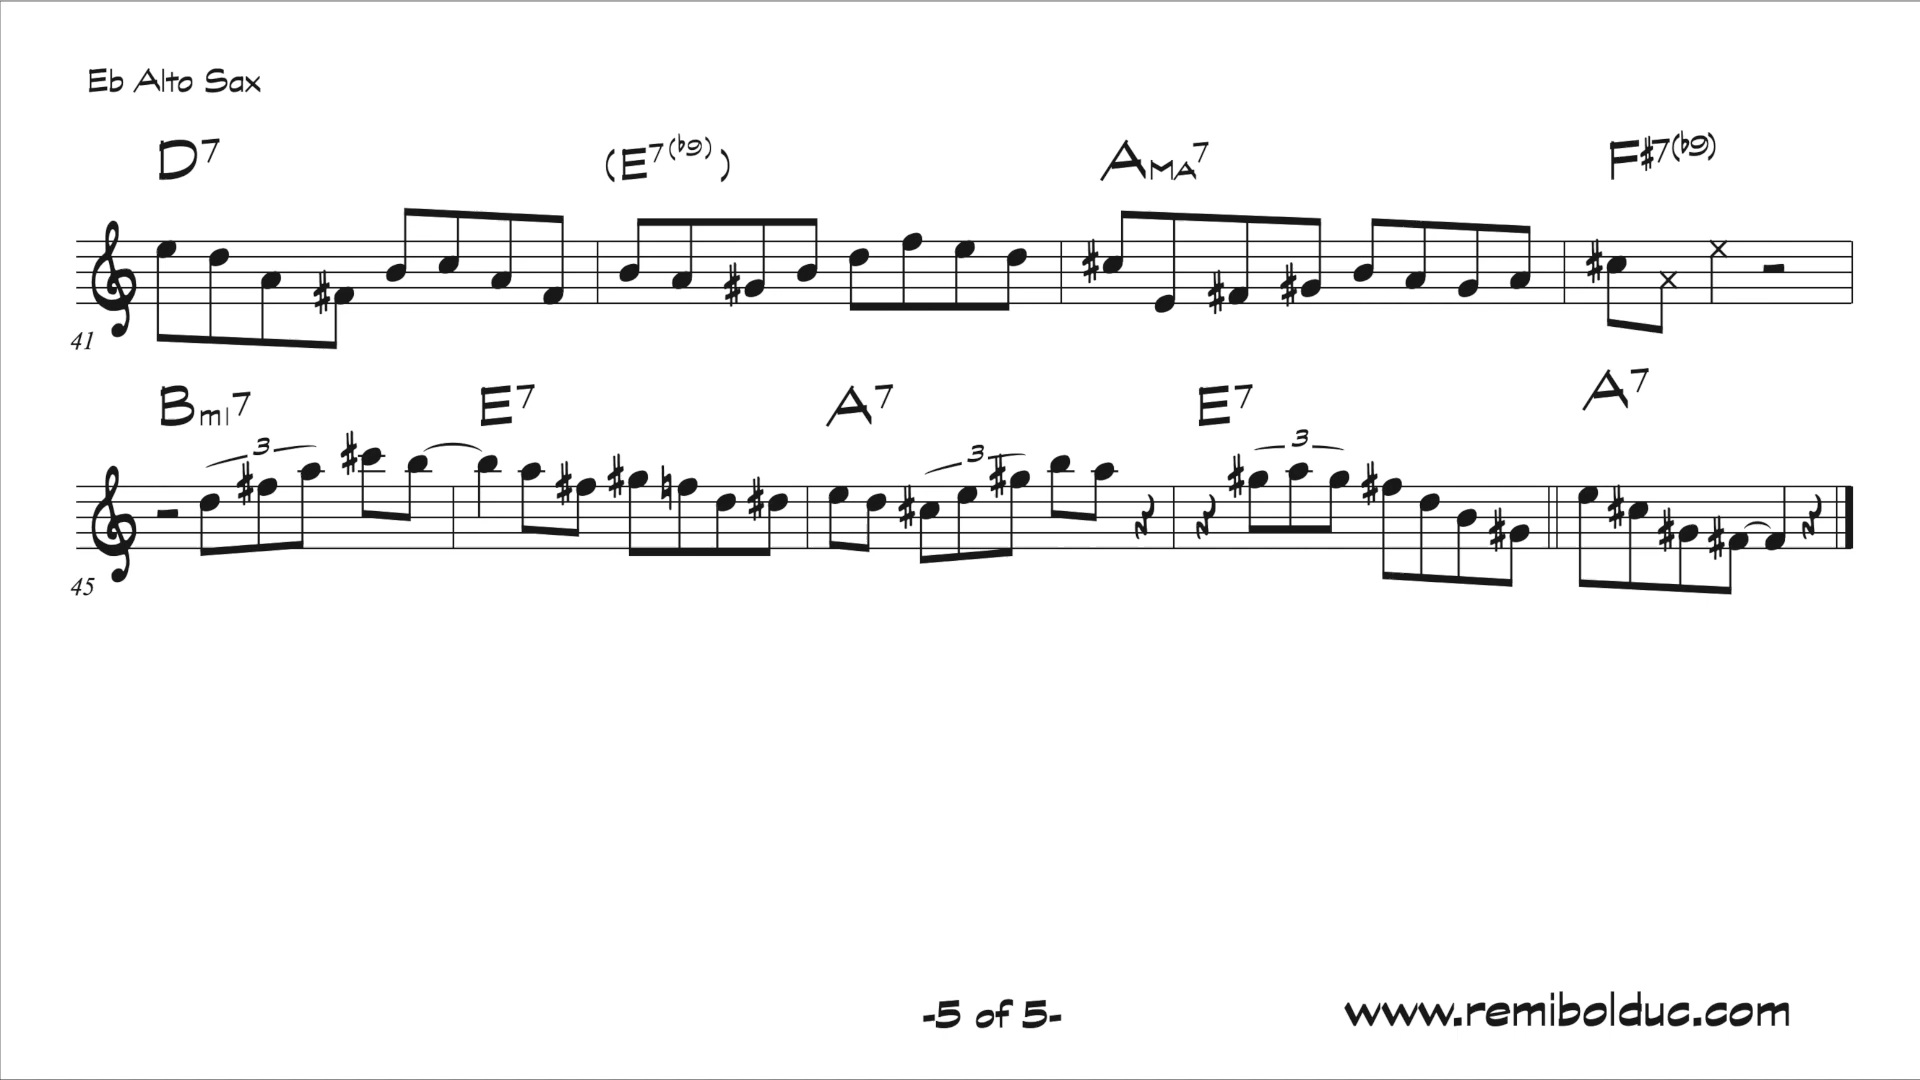 Eb Alto Sax
D7 (E7(b9)) AMA7 F#7(b9)
41
Bmi7 E7 A7 E7 A7
3 3 3
45
-5 of 5- www.remibolduc.com